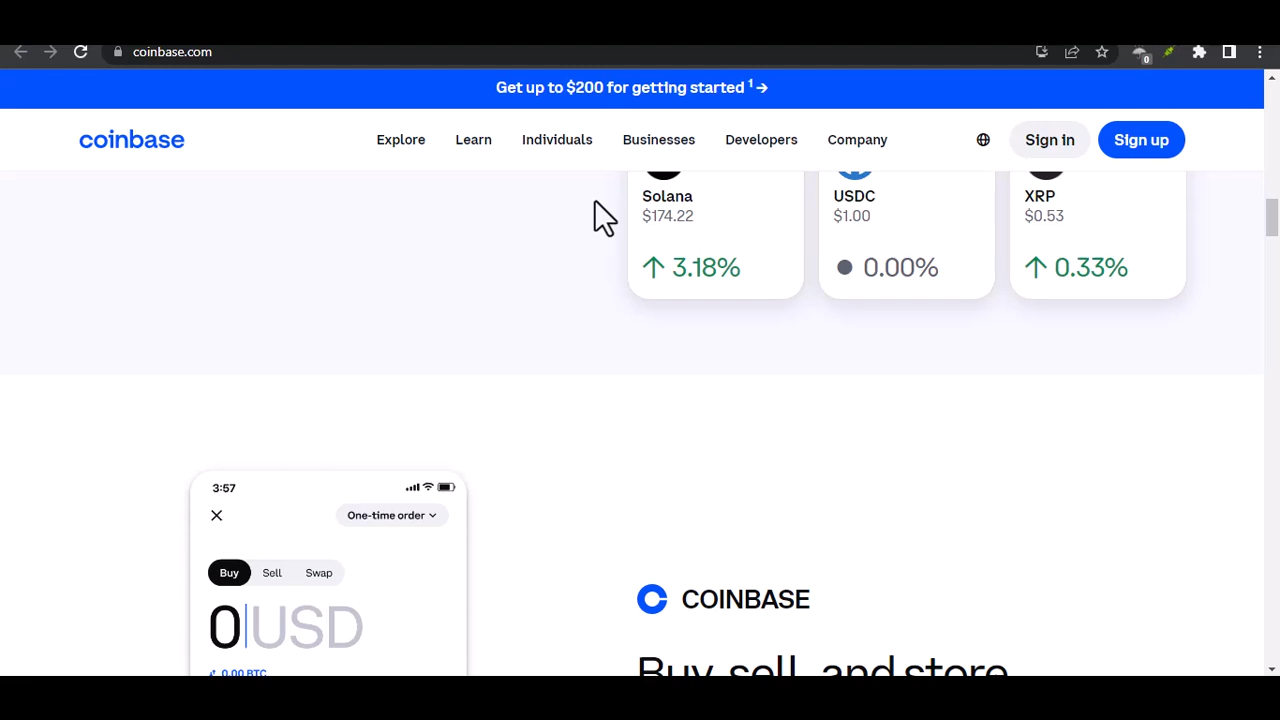 coinbase.com
0
Get up to $200 for getting started 1 →
coinbase
Explore
Learn
Individuals
Businesses
Developers
Company
Sign in
Sign up
Solana
$174.22
↑ 3.18%
USDC
$1.00
0.00%
XRP
$0.53
↑ 0.33%
3:57
One-time order
Buy
Sell
Swap
0 USD
0.00 BTC
COINBASE
Buy, sell, and store